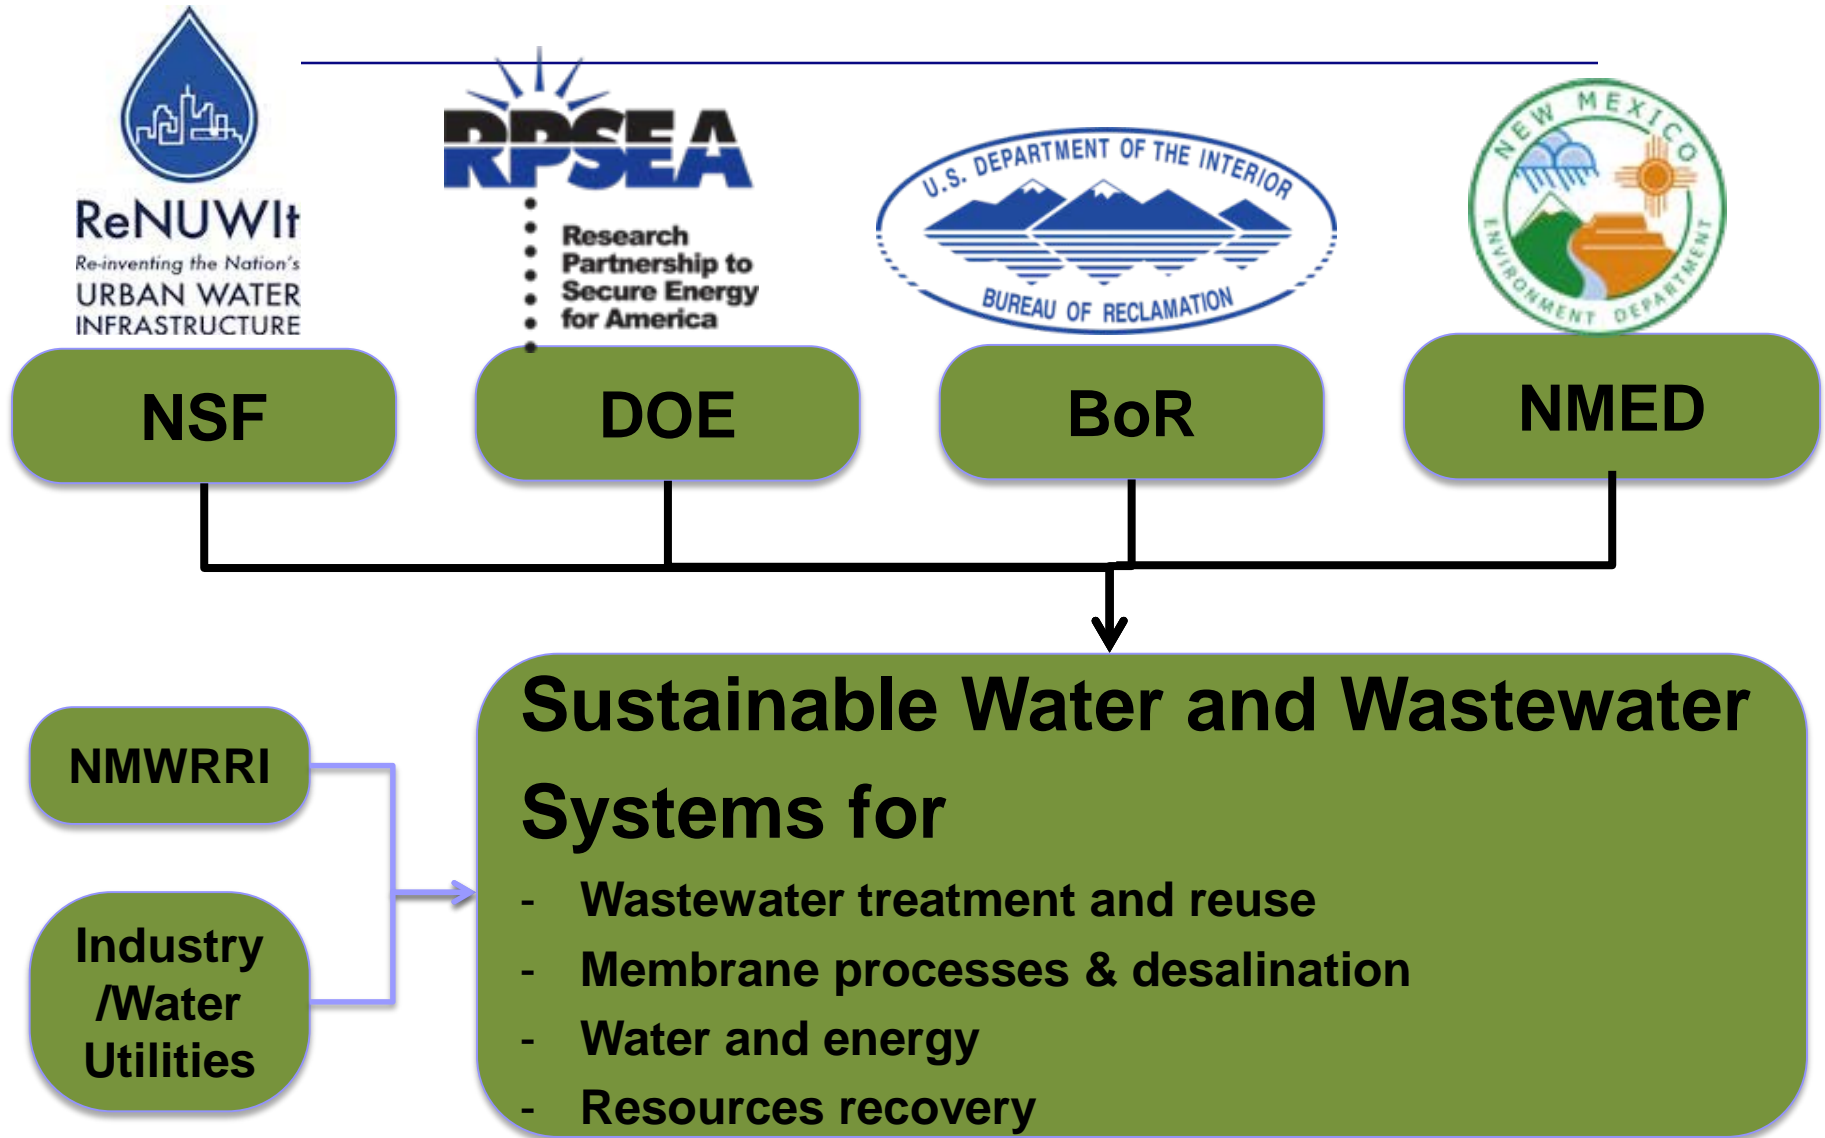 ReNUWIt
Re-inventing the Nation's
URBAN WATER
INFRASTRUCTURE
RPSEA
Research
Partnership to
Secure Energy
for America
U.S. DEPARTMENT OF THE INTERIOR
BUREAU OF RECLAMATION
NEW MEXICO
ENVIRONMENT DEPARTMENT
NSF
DOE
BoR
NMED
NMWRRI
Industry
/Water
Utilities
Sustainable Water and Wastewater
Systems for
- Wastewater treatment and reuse
- Membrane processes & desalination
- Water and energy
- Resources recovery